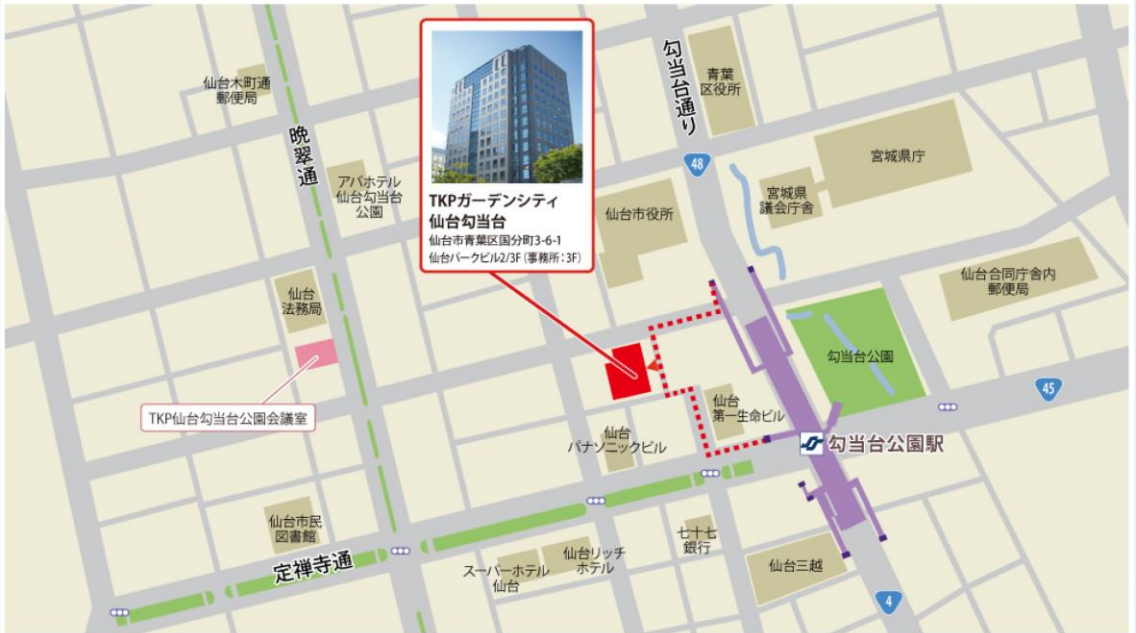 仙台木町通
郵便局
晩翠通
アパホテル
仙台勾当台
公園
TKPガーデンシティ
仙台勾当台
仙台市青葉区国分町3-6-1
仙台パークビル2/3F（事務所：3F）
勾当台通り
青葉
区役所
48
宮城県庁
宮城県
議会庁舎
仙台市役所
仙台合同庁舎内
郵便局
仙台
法務局
TKP仙台勾当台公園会議室
勾当台公園
45
仙台
第一生命ビル
勾当台公園駅
仙台
パナソニックビル
仙台市民
図書館
定禅寺通
スーパーホテル
仙台
仙台リッチ
ホテル
七十七
銀行
仙台三越
4